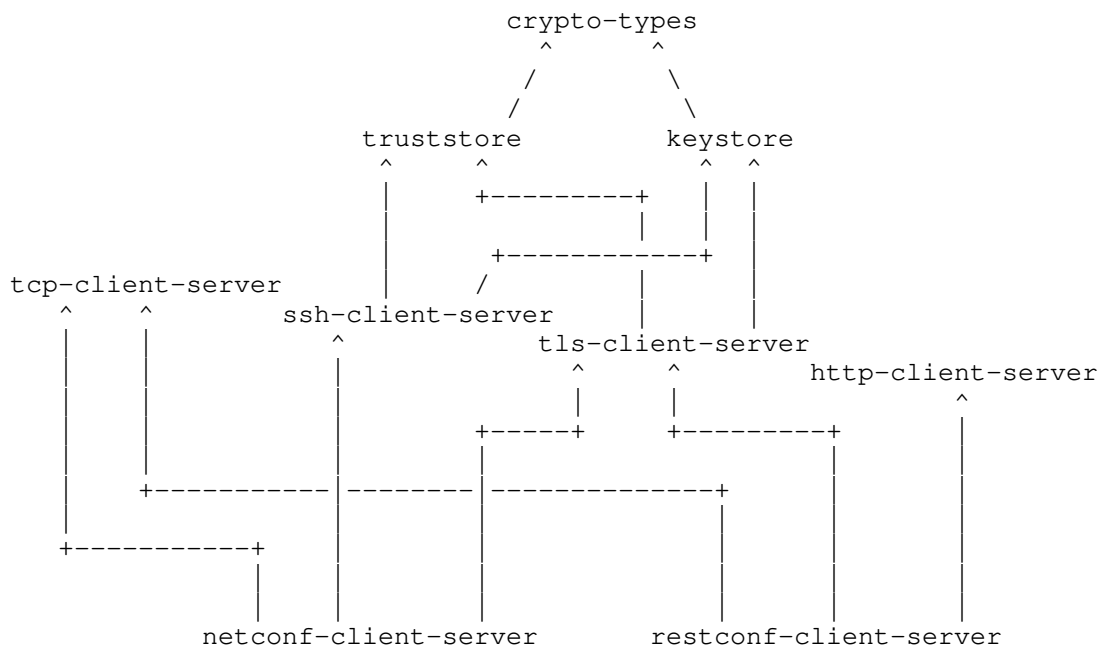 crypto-types
truststore keystore
tcp-client-server
ssh-client-server
tls-client-server
http-client-server
netconf-client-server restconf-client-server